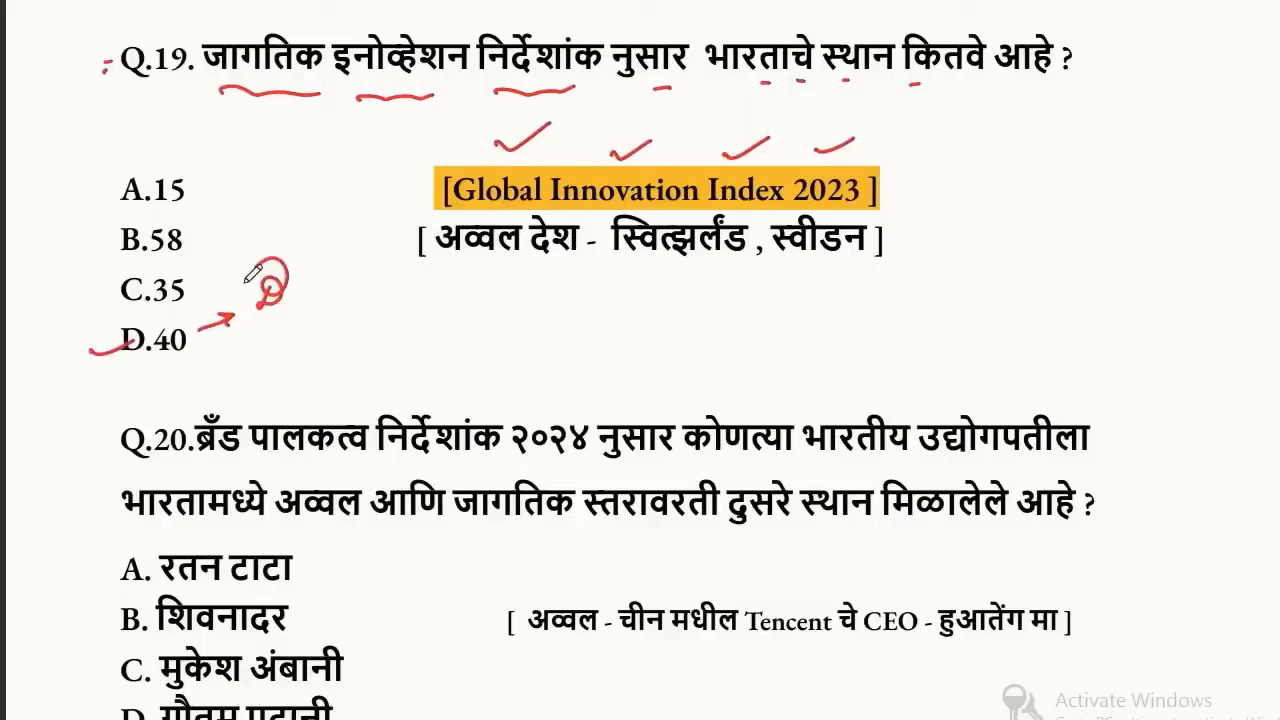 Q.19. जागतिक इनोव्हेशन निर्देशांक नुसार भारताचे स्थान कितवे आहे ?
A.15
[Global Innovation Index 2023 ]
B.58
[ अव्वल देश - स्वित्झर्लंड , स्वीडन ]
C.35
D
D.40
Q.20.ब्रँड पालकत्व निर्देशांक २०२४ नुसार कोणत्या भारतीय उद्योगपतीला
भारतामध्ये अव्वल आणि जागतिक स्तरावरती दुसरे स्थान मिळालेले आहे ?
A. रतन टाटा
B. शिवनादर
[ अव्वल - चीन मधील Tencent चे CEO - हुआतेंग मा ]
C. मुकेश अंबानी
Activate Windows